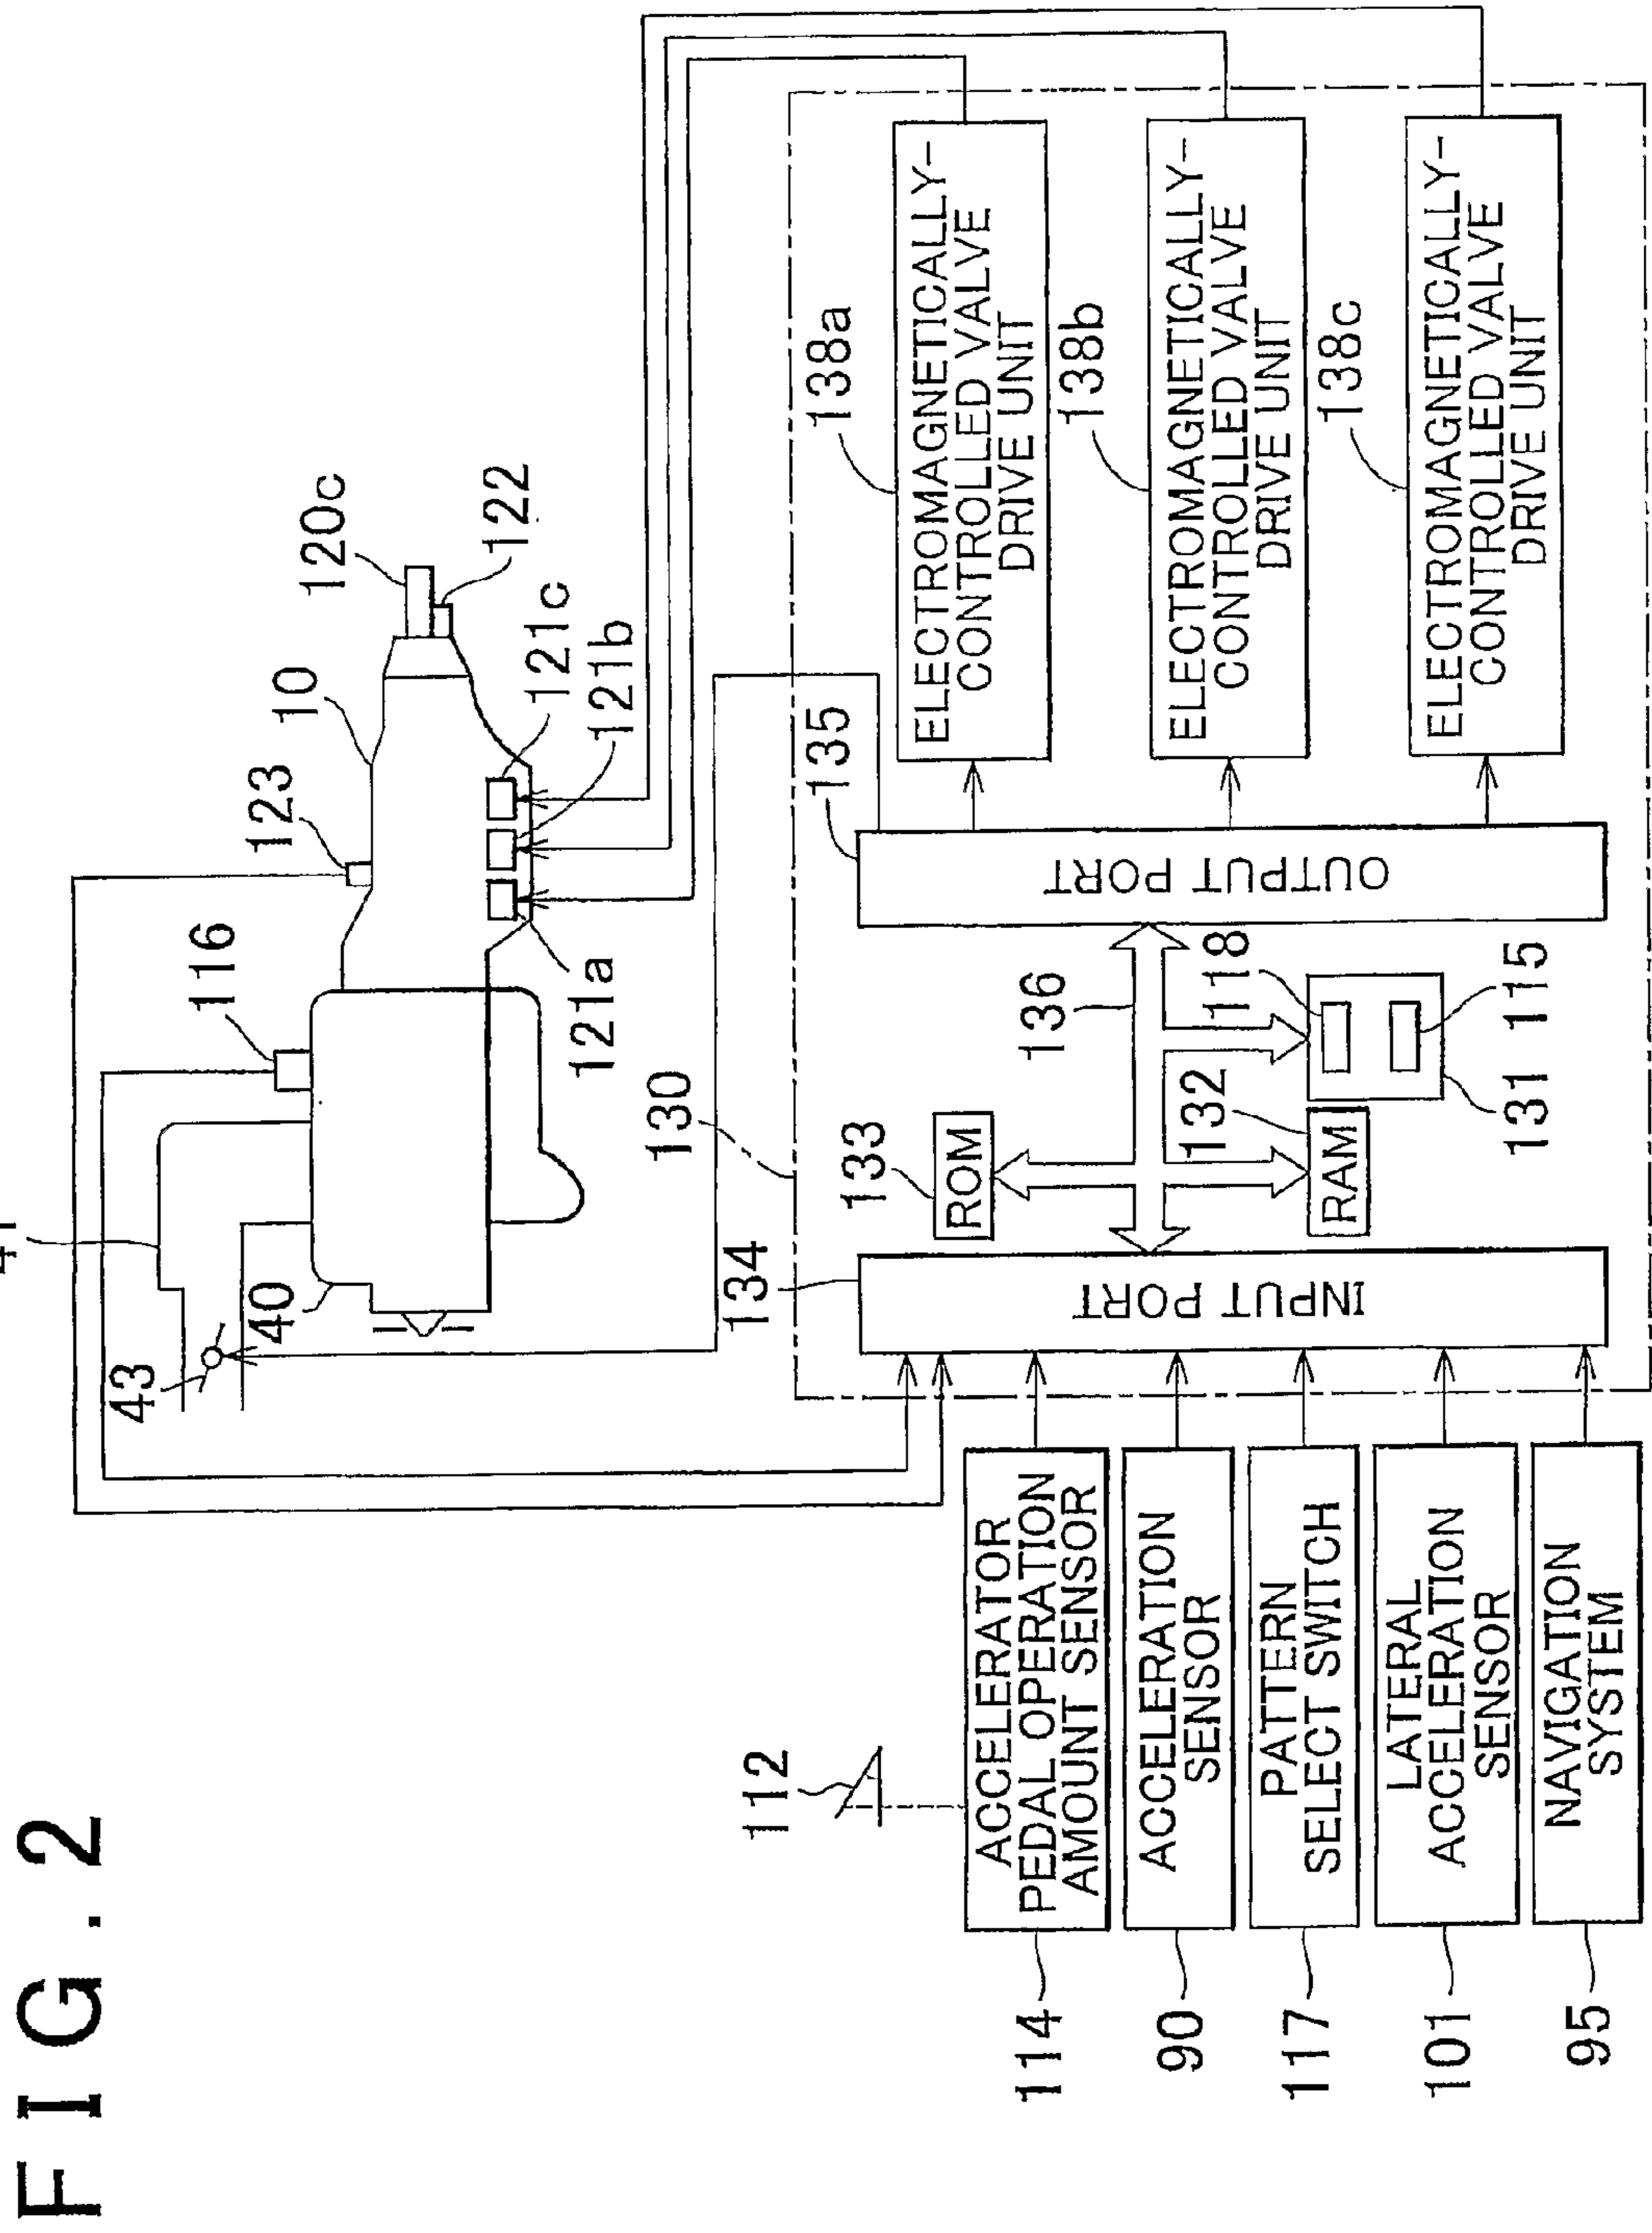 FIG. 2
41
43
40
116
123
10
120c
122
121c
121b
121a
130
112
114
ACCELERATOR
PEDAL OPERATION
AMOUNT SENSOR
90
ACCELERATION
SENSOR
117
PATTERN
SELECT SWITCH
101
LATERAL
ACCELERATION
SENSOR
95
NAVIGATION
SYSTEM
134
INPUT PORT
133
ROM
136
132
RAM
118
131
115
135
OUTPUT PORT
138a
ELECTROMAGNETICALLY-
CONTROLLED VALVE
DRIVE UNIT
138b
ELECTROMAGNETICALLY-
CONTROLLED VALVE
DRIVE UNIT
138c
ELECTROMAGNETICALLY-
CONTROLLED VALVE
DRIVE UNIT